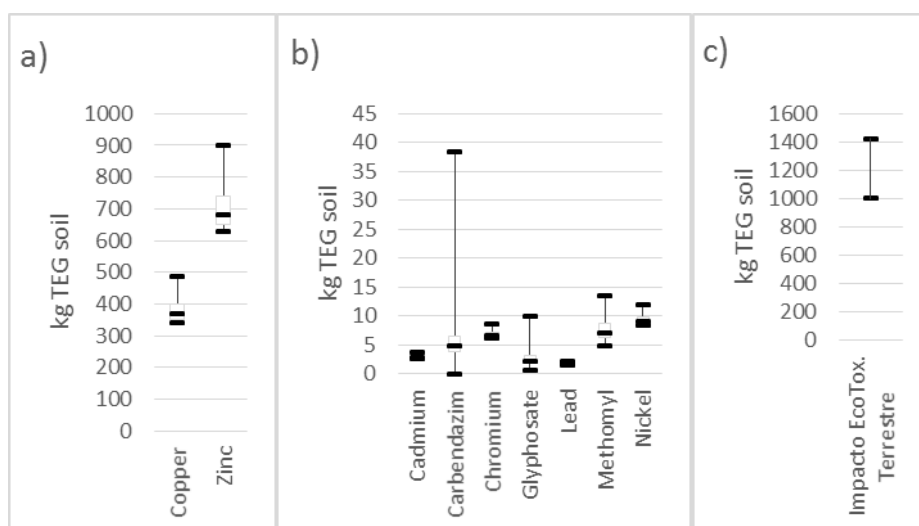 a)
kg TEG soil
1000
900
800
700
600
500
400
300
200
100
0
Copper
Zinc
b)
kg TEG soil
45
40
35
30
25
20
15
10
5
0
Cadmium
Carbendazim
Chromium
Glyphosate
Lead
Methomyl
Nickel
c)
kg TEG soil
1600
1400
1200
1000
800
600
400
200
0
Impacto EcoTox.
Terrestre